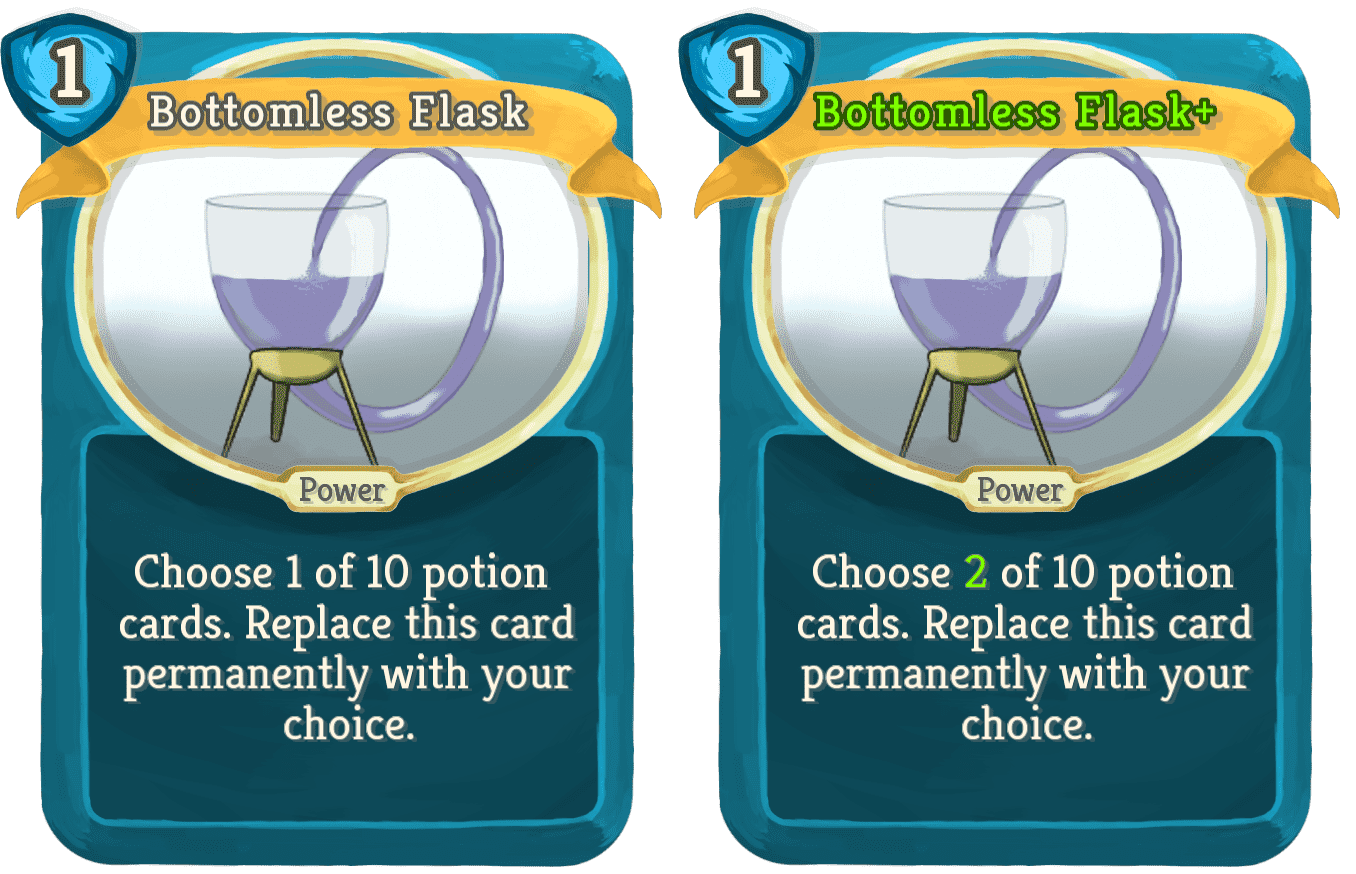 1
Bottomless Flask
Power
Choose 1 of 10 potion
cards. Replace this card
permanently with your
choice.
1
Bottomless Flask+
Power
Choose 2 of 10 potion
cards. Replace this card
permanently with your
choice.